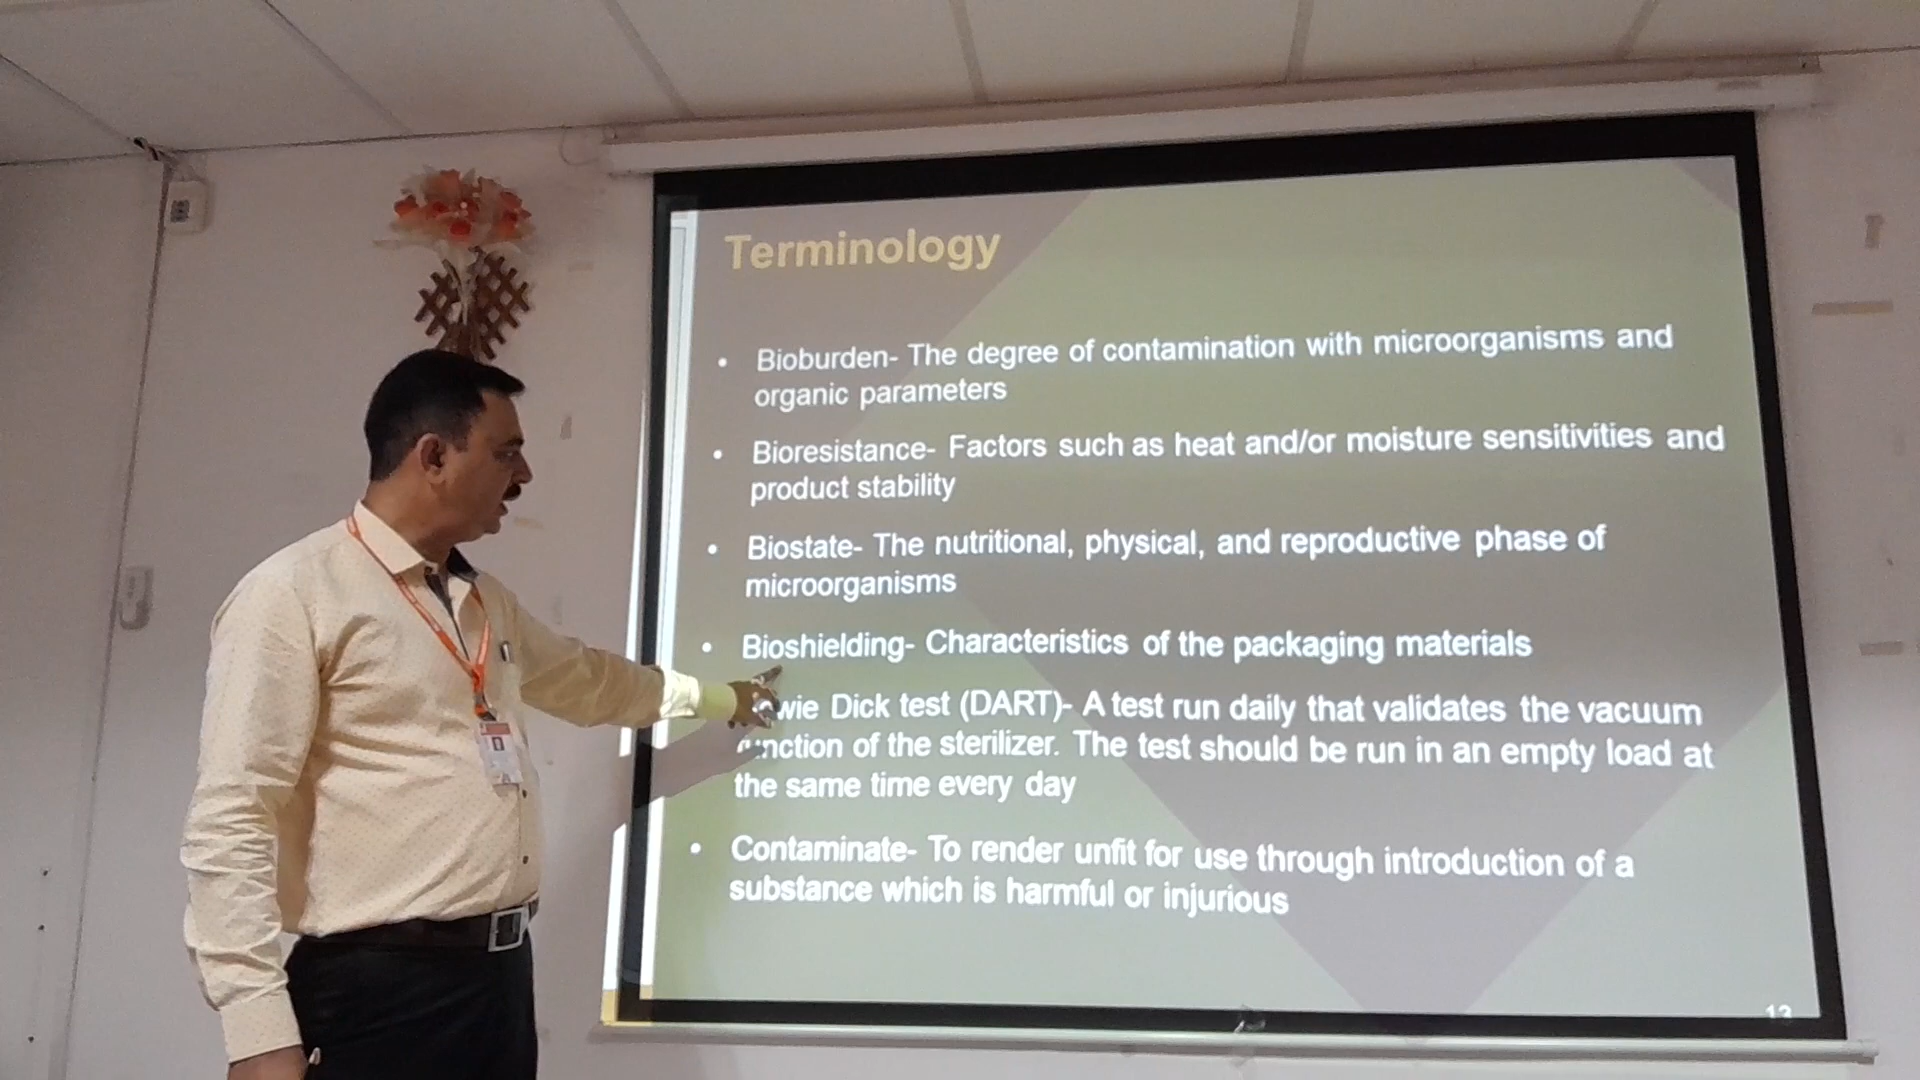 Terminology
• Bioburden- The degree of contamination with microorganisms and
organic parameters
• Bioresistance- Factors such as heat and/or moisture sensitivities and
product stability
• Biostate- The nutritional, physical, and reproductive phase of
microorganisms
• Bioshielding- Characteristics of the packaging materials
Dick test (DART)- A test run daily that validates the vacuum
of the sterilizer. The test should be run in an empty load at
the same time every day
• Contaminate- To render unfit for use through introduction of a
substance which is harmful or injurious